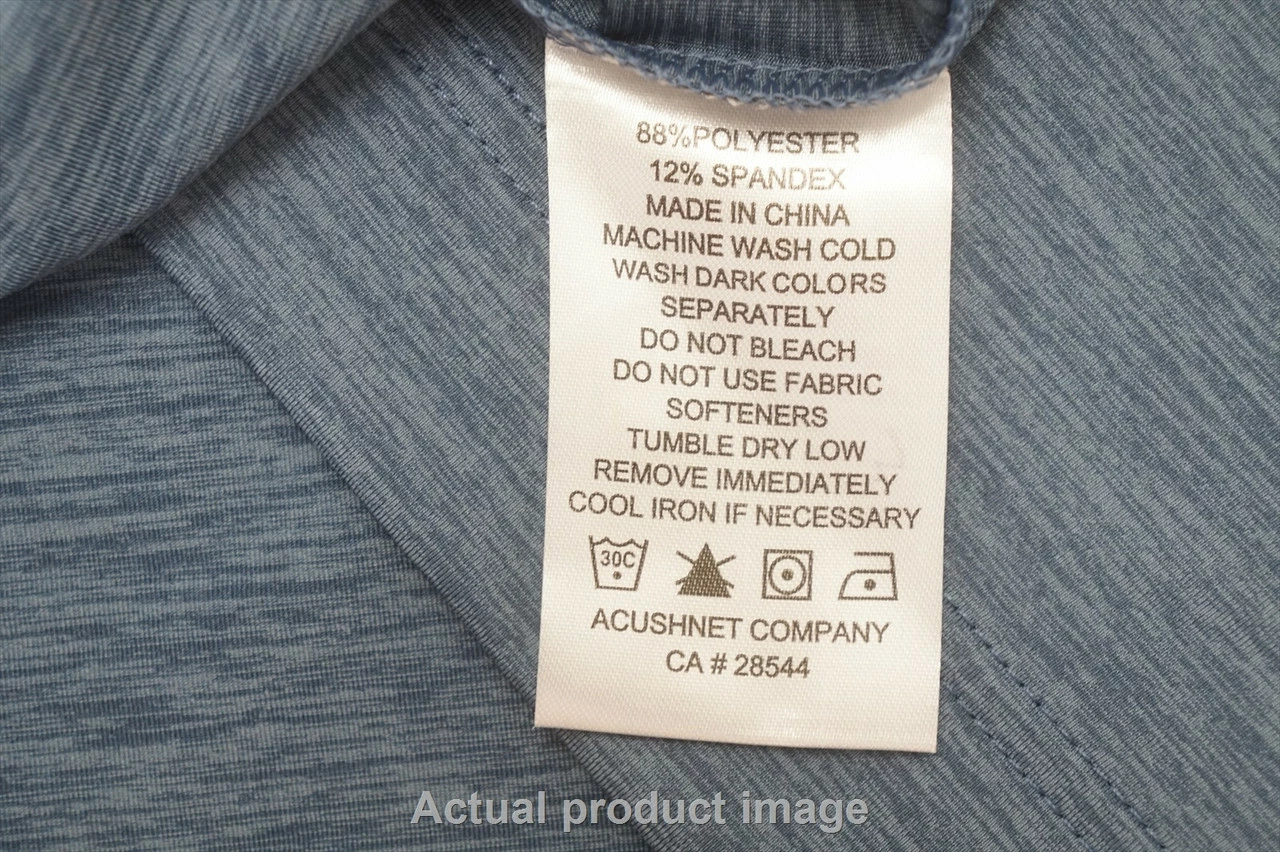 88%POLYESTER
12% SPANDEX
MADE IN CHINA
MACHINE WASH COLD
WASH DARK COLORS
SEPARATELY
DO NOT BLEACH
DO NOT USE FABRIC
SOFTENERS
TUMBLE DRY LOW
REMOVE IMMEDIATELY
COOL IRON IF NECESSARY
30C
ACUSHNET COMPANY
CA # 28544
Actual product image